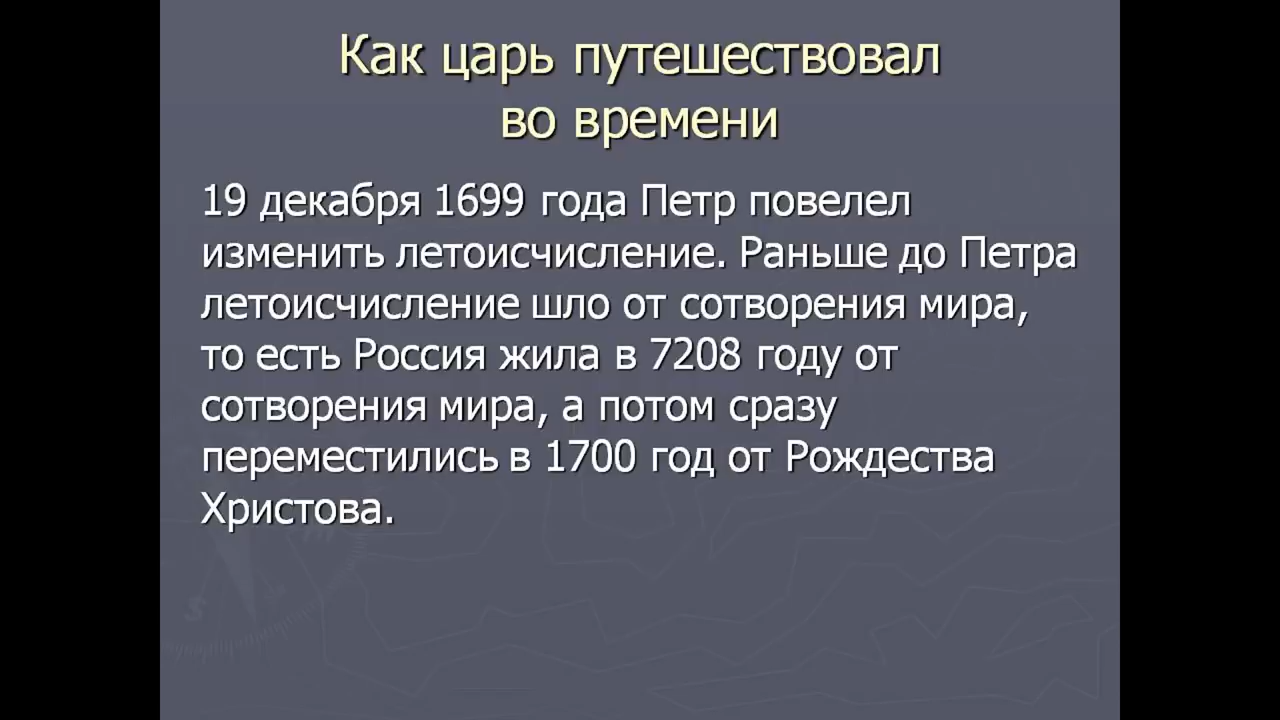 Как царь путешествовал
во времени
19 декабря 1699 года Петр повелел
изменить летоисчисление. Раньше до Петра
летоисчисление шло от сотворения мира,
то есть Россия жила в 7208 году от
сотворения мира, а потом сразу
переместились в 1700 год от Рождества
Христова.